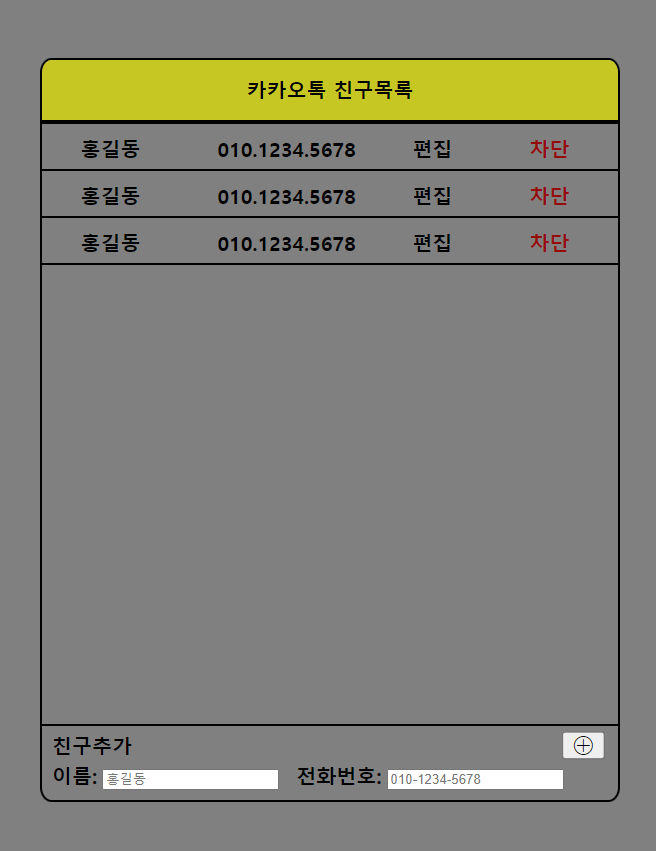 카카오톡 친구목록
홍길동 010.1234.5678 편집 차단
홍길동 010.1234.5678 편집 차단
홍길동 010.1234.5678 편집 차단
친구추가
이름: 홍길동 전화번호: 010-1234-5678